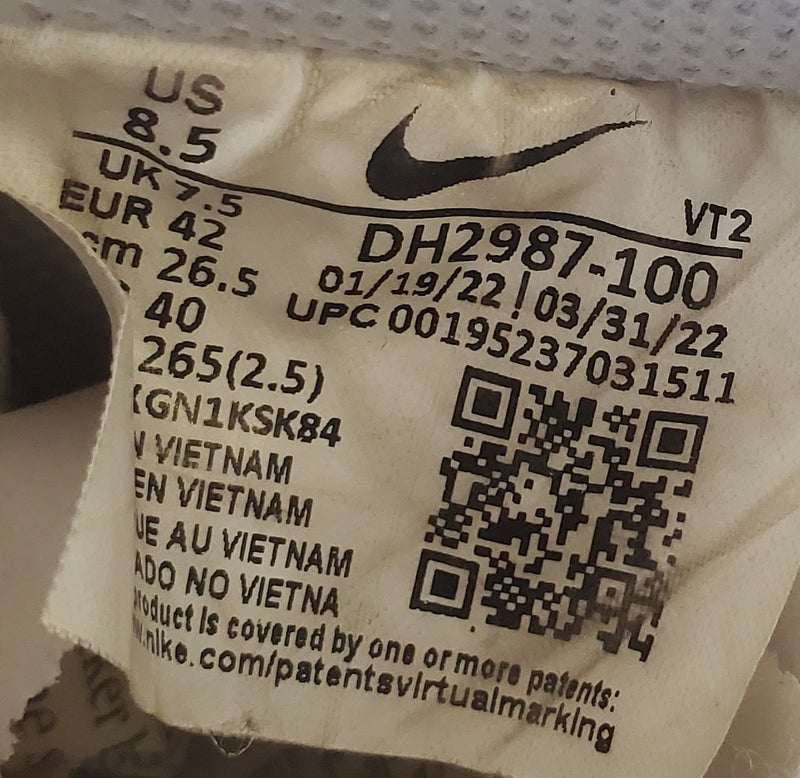 US
8.5
UK 7.5
EUR 42
cm 26.5
40
265(2.5)
GN1KSK84
VIETNAM
EN VIETNAM
UE AU VIETNAM
ADO NO VIETNA
VT2
DH2987-100
01/19/22 ! 03/31/22
UPC 00195237031511
roduct is covered by one or more patents:
.nike.com/patentsvirtualmarking